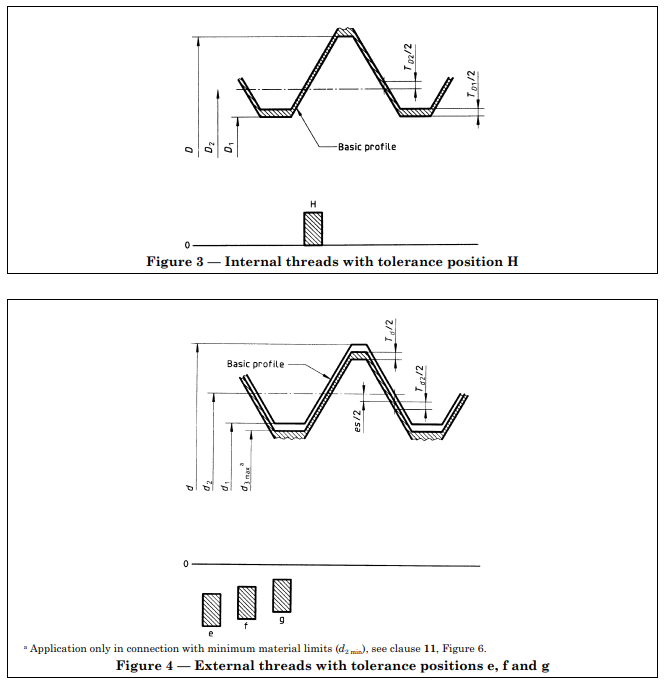 T D2/2
T D1/2
D
D2
D1
Basic profile
H
0
Figure 3 — Internal threads with tolerance position H
T d/2
Basic profile
T d2/2
es/2
d
d2
d1
d3 max a
0
e
f
g
a Application only in connection with minimum material limits (d2 min), see clause 11, Figure 6.
Figure 4 — External threads with tolerance positions e, f and g